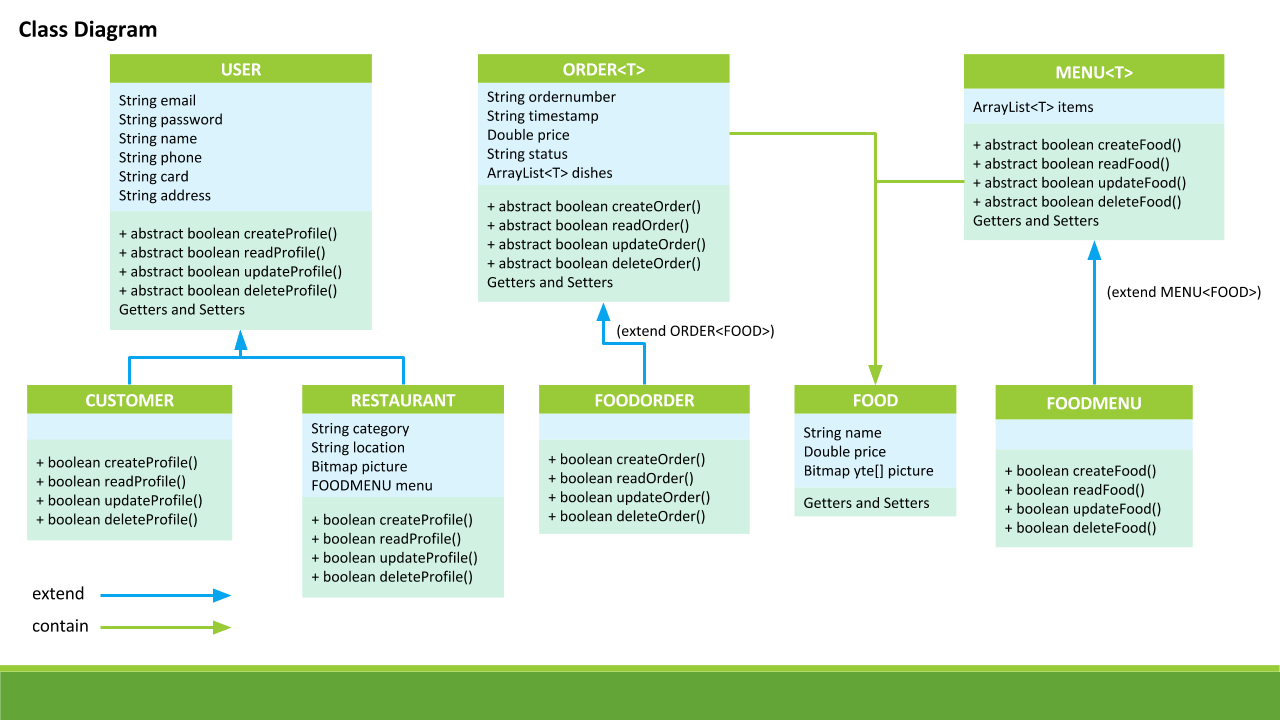 Class Diagram
USER
String email
String password
String name
String phone
String card
String address
+ abstract boolean createProfile()
+ abstract boolean readProfile()
+ abstract boolean updateProfile()
+ abstract boolean deleteProfile()
Getters and Setters
ORDER<T>
String ordernumber
String timestamp
Double price
String status
ArrayList<T> dishes
+ abstract boolean createOrder()
+ abstract boolean readOrder()
+ abstract boolean updateOrder()
+ abstract boolean deleteOrder()
Getters and Setters
MENU<T>
ArrayList<T> items
+ abstract boolean createFood()
+ abstract boolean readFood()
+ abstract boolean updateFood()
+ abstract boolean deleteFood()
Getters and Setters
(extend MENU<FOOD>)
(extend ORDER<FOOD>)
CUSTOMER
+ boolean createProfile()
+ boolean readProfile()
+ boolean updateProfile()
+ boolean deleteProfile()
RESTAURANT
String category
String location
Bitmap picture
FOODMENU menu
+ boolean createProfile()
+ boolean readProfile()
+ boolean updateProfile()
+ boolean deleteProfile()
FOODORDER
+ boolean createOrder()
+ boolean readOrder()
+ boolean updateOrder()
+ boolean deleteOrder()
FOOD
String name
Double price
Bitmap yte[] picture
Getters and Setters
FOODMENU
+ boolean createFood()
+ boolean readFood()
+ boolean updateFood()
+ boolean deleteFood()
extend
contain